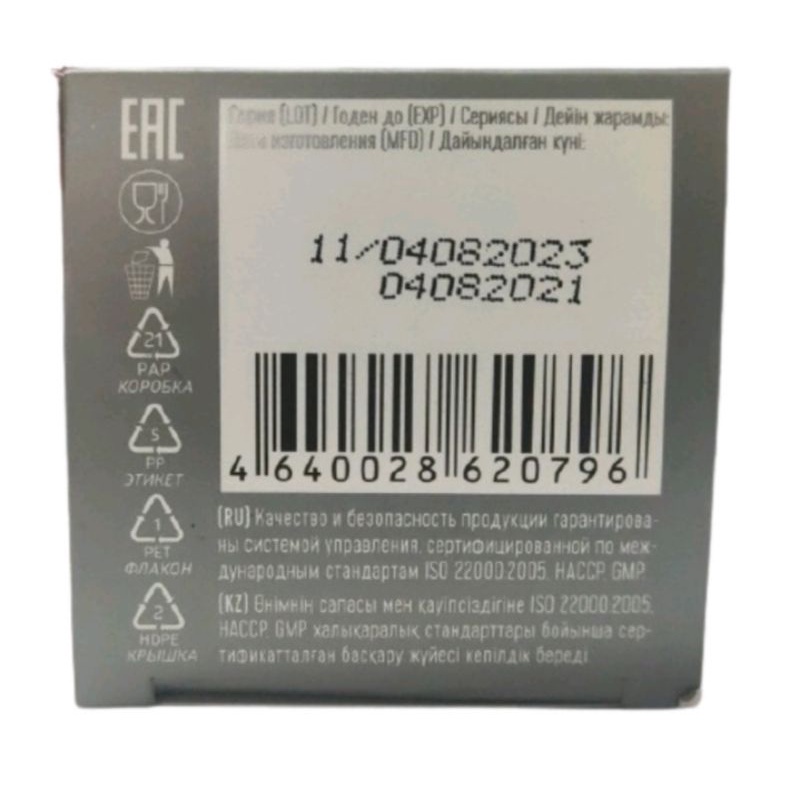 EAC
Серия (LOT) / Годен до (EXP) / Сериясы / Дейін жарамды:
Дата изготовления (MFD) / Дайындалған күні:
11/04082023
04082021
21
PAP
КОРОБКА
5
PP
ЭТИКЕТ
1
PET
ФЛАКОН
2
HDPE
КРЫШКА
4 640028 620796
(RU) Качество и безопасность продукции гарантирова-
ны системой управления, сертифицированной по меж-
дународным стандартам ISO 22000:2005, HACCP, GMP.
(KZ) Өнімнің сапасы мен қауіпсіздігіне ISO 22000:2005,
HACCP, GMP халықаралық стандарттары бойынша сер-
тификатталған басқару жүйесі кепілдік береді